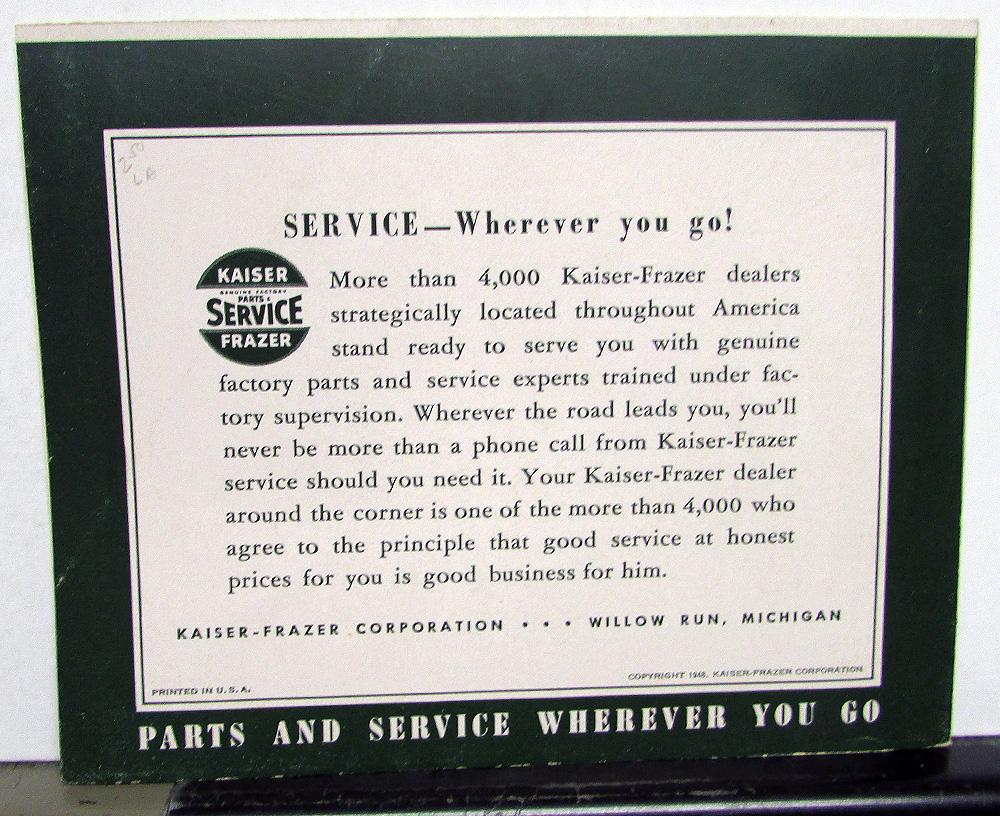 250
LB
SERVICE—Wherever you go!
KAISER
GENUINE FACTORY
PARTS &
SERVICE
FRAZER
More than 4,000 Kaiser-Frazer dealers
strategically located throughout America
stand ready to serve you with genuine
factory parts and service experts trained under fac-
tory supervision. Wherever the road leads you, you'll
never be more than a phone call from Kaiser-Frazer
service should you need it. Your Kaiser-Frazer dealer
around the corner is one of the more than 4,000 who
agree to the principle that good service at honest
prices for you is good business for him.
KAISER-FRAZER CORPORATION • • • WILLOW RUN, MICHIGAN
PRINTED IN U. S. A.
COPYRIGHT 1948, KAISER-FRAZER CORPORATION
PARTS AND SERVICE WHEREVER YOU GO